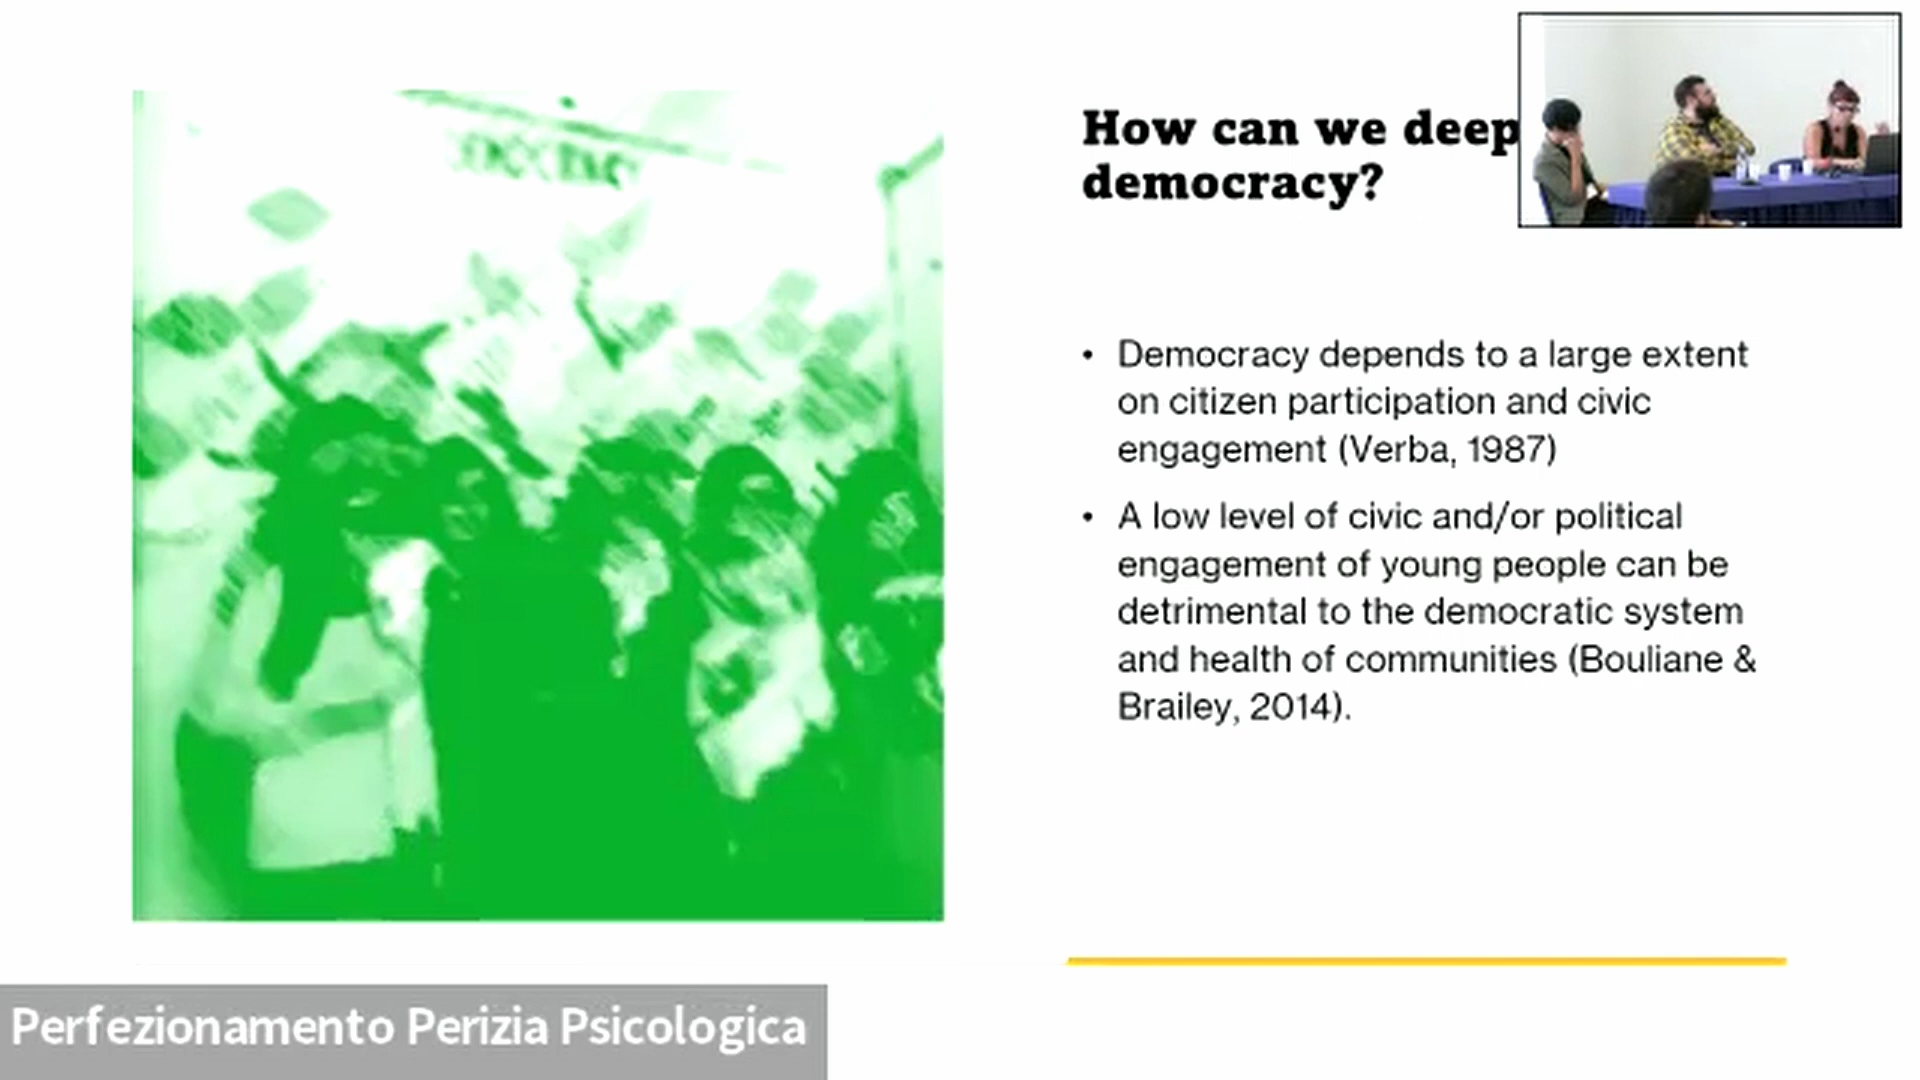 How can we deep
democracy?
• Democracy depends to a large extent
on citizen participation and civic
engagement (Verba, 1987)
• A low level of civic and/or political
engagement of young people can be
detrimental to the democratic system
and health of communities (Bouliane &
Brailey, 2014).
Perfezionamento Perizia Psicologica